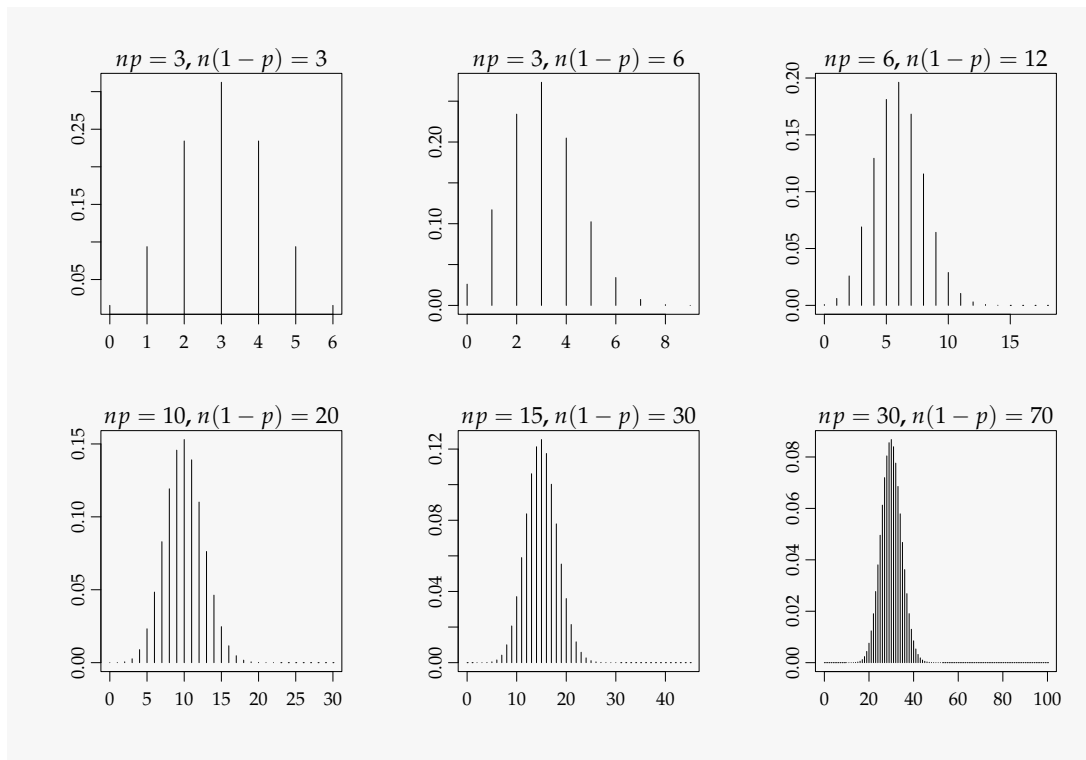 np = 3, n(1 − p) = 3
0.05 0.15 0.25
0 1 2 3 4 5 6
np = 3, n(1 − p) = 6
0.00 0.10 0.20
0 2 4 6 8
np = 6, n(1 − p) = 12
0.00 0.05 0.10 0.15 0.20
0 5 10 15
np = 10, n(1 − p) = 20
0.00 0.05 0.10 0.15
0 5 10 15 20 25 30
np = 15, n(1 − p) = 30
0.00 0.04 0.08 0.12
0 10 20 30 40
np = 30, n(1 − p) = 70
0.00 0.02 0.04 0.06 0.08
0 20 40 60 80 100